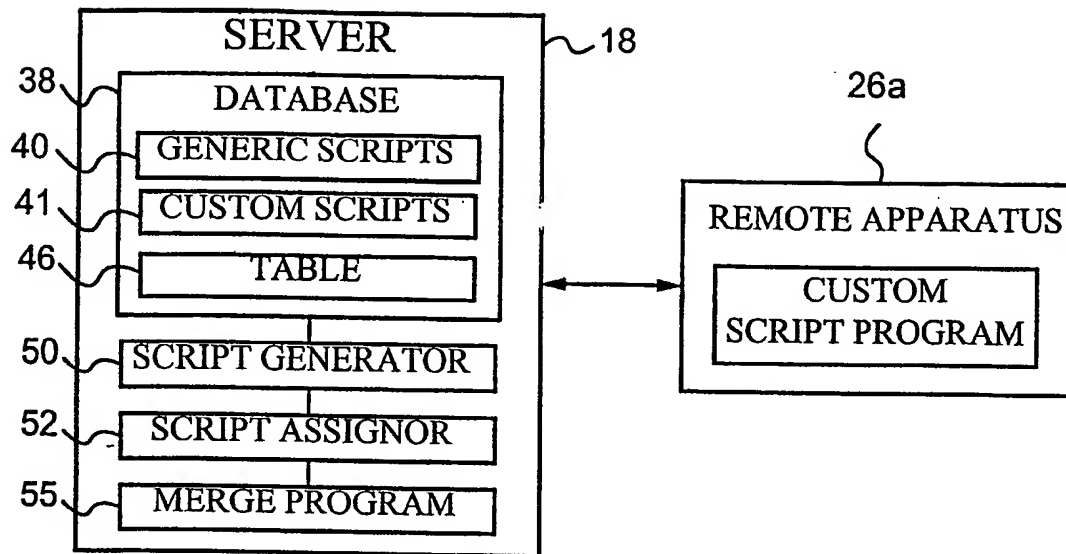 SERVER
18
38
DATABASE
40
GENERIC SCRIPTS
41
CUSTOM SCRIPTS
46
TABLE
50
SCRIPT GENERATOR
52
SCRIPT ASSIGNOR
55
MERGE PROGRAM
26a
REMOTE APPARATUS
CUSTOM
SCRIPT PROGRAM